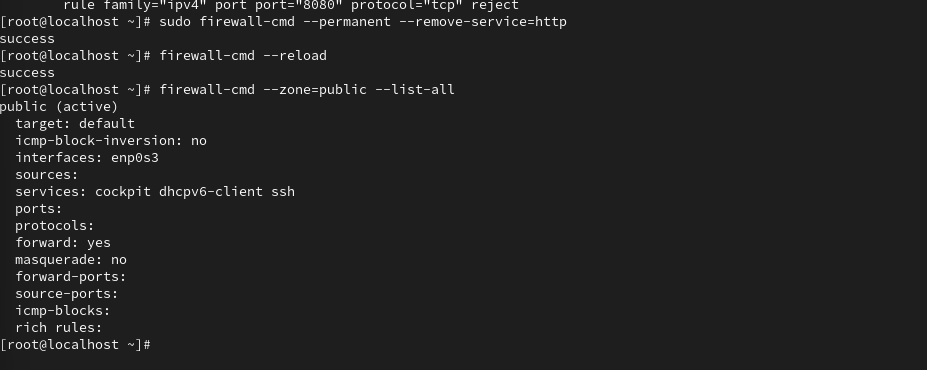 rule family="ipv4" port port="8080" protocol="tcp" reject
[root@localhost ~]# sudo firewall-cmd --permanent --remove-service=http
success
[root@localhost ~]# firewall-cmd --reload
success
[root@localhost ~]# firewall-cmd --zone=public --list-all
public (active)
  target: default
  icmp-block-inversion: no
  interfaces: enp0s3
  sources:
  services: cockpit dhcpv6-client ssh
  ports:
  protocols:
  forward: yes
  masquerade: no
  forward-ports:
  source-ports:
  icmp-blocks:
  rich rules:
[root@localhost ~]#